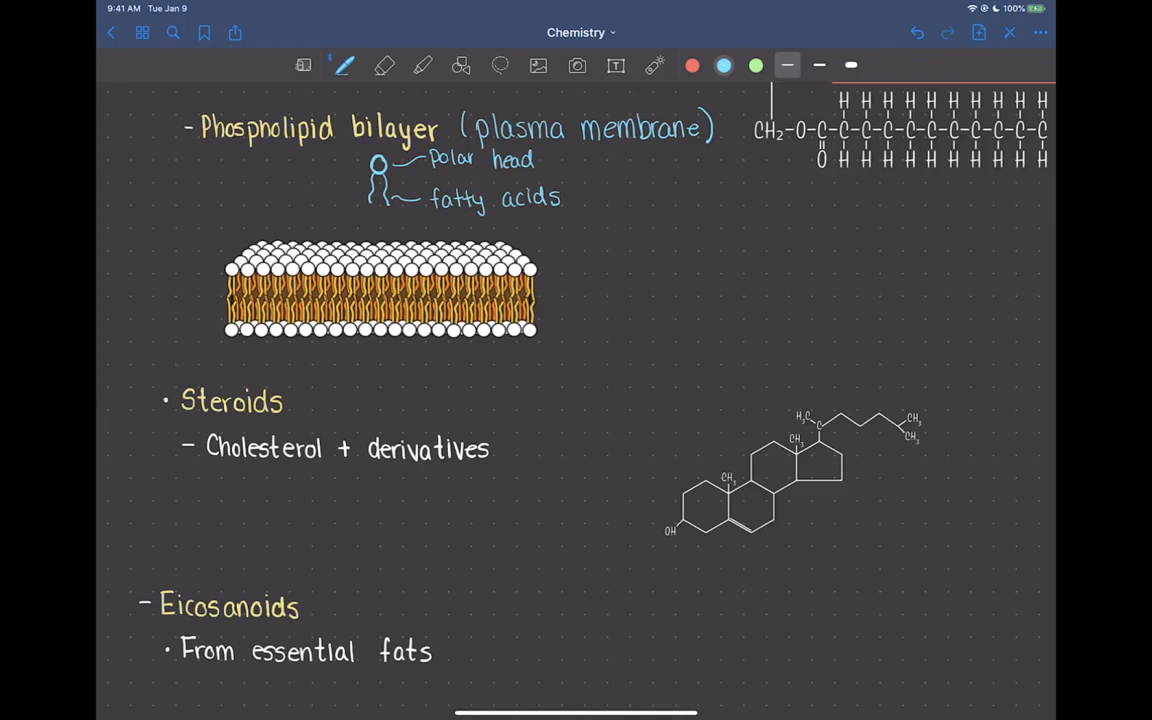 9:41 AM Tue Jan 9
100%
Chemistry
- Phospholipid bilayer (plasma membrane)
polar head
fatty acids
H H H H H H H H H H
CH2-O-C-C-C-C-C-C-C-C-C-C-C
O H H H H H H H H H H
• Steroids
- Cholesterol + derivatives
H3C
C
CH3
CH3
CH3
CH3
OH
- Eicosanoids
• From essential fats